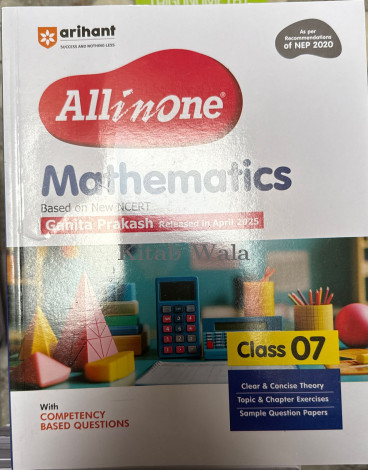 arihant
SUCCESS AND NOTHING LESS
As per
Recommendations
of NEP 2020
All in One®
Mathematics
Based on New NCERT
Ganita Prakash Released in April 2025
Kitab Wala
Class 07
Clear & Concise Theory
Topic & Chapter Exercises
Sample Question Papers
With
COMPETENCY
BASED QUESTIONS